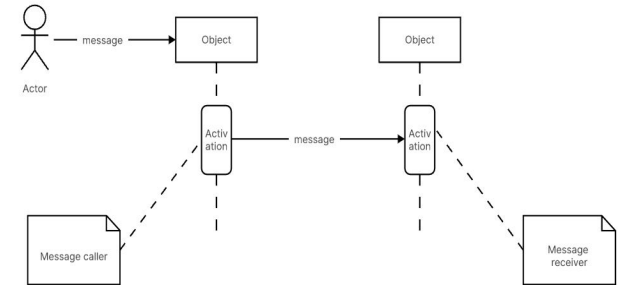 message
Object
Object
Actor
Activ
ation
message
Activ
ation
Message caller
Message
receiver